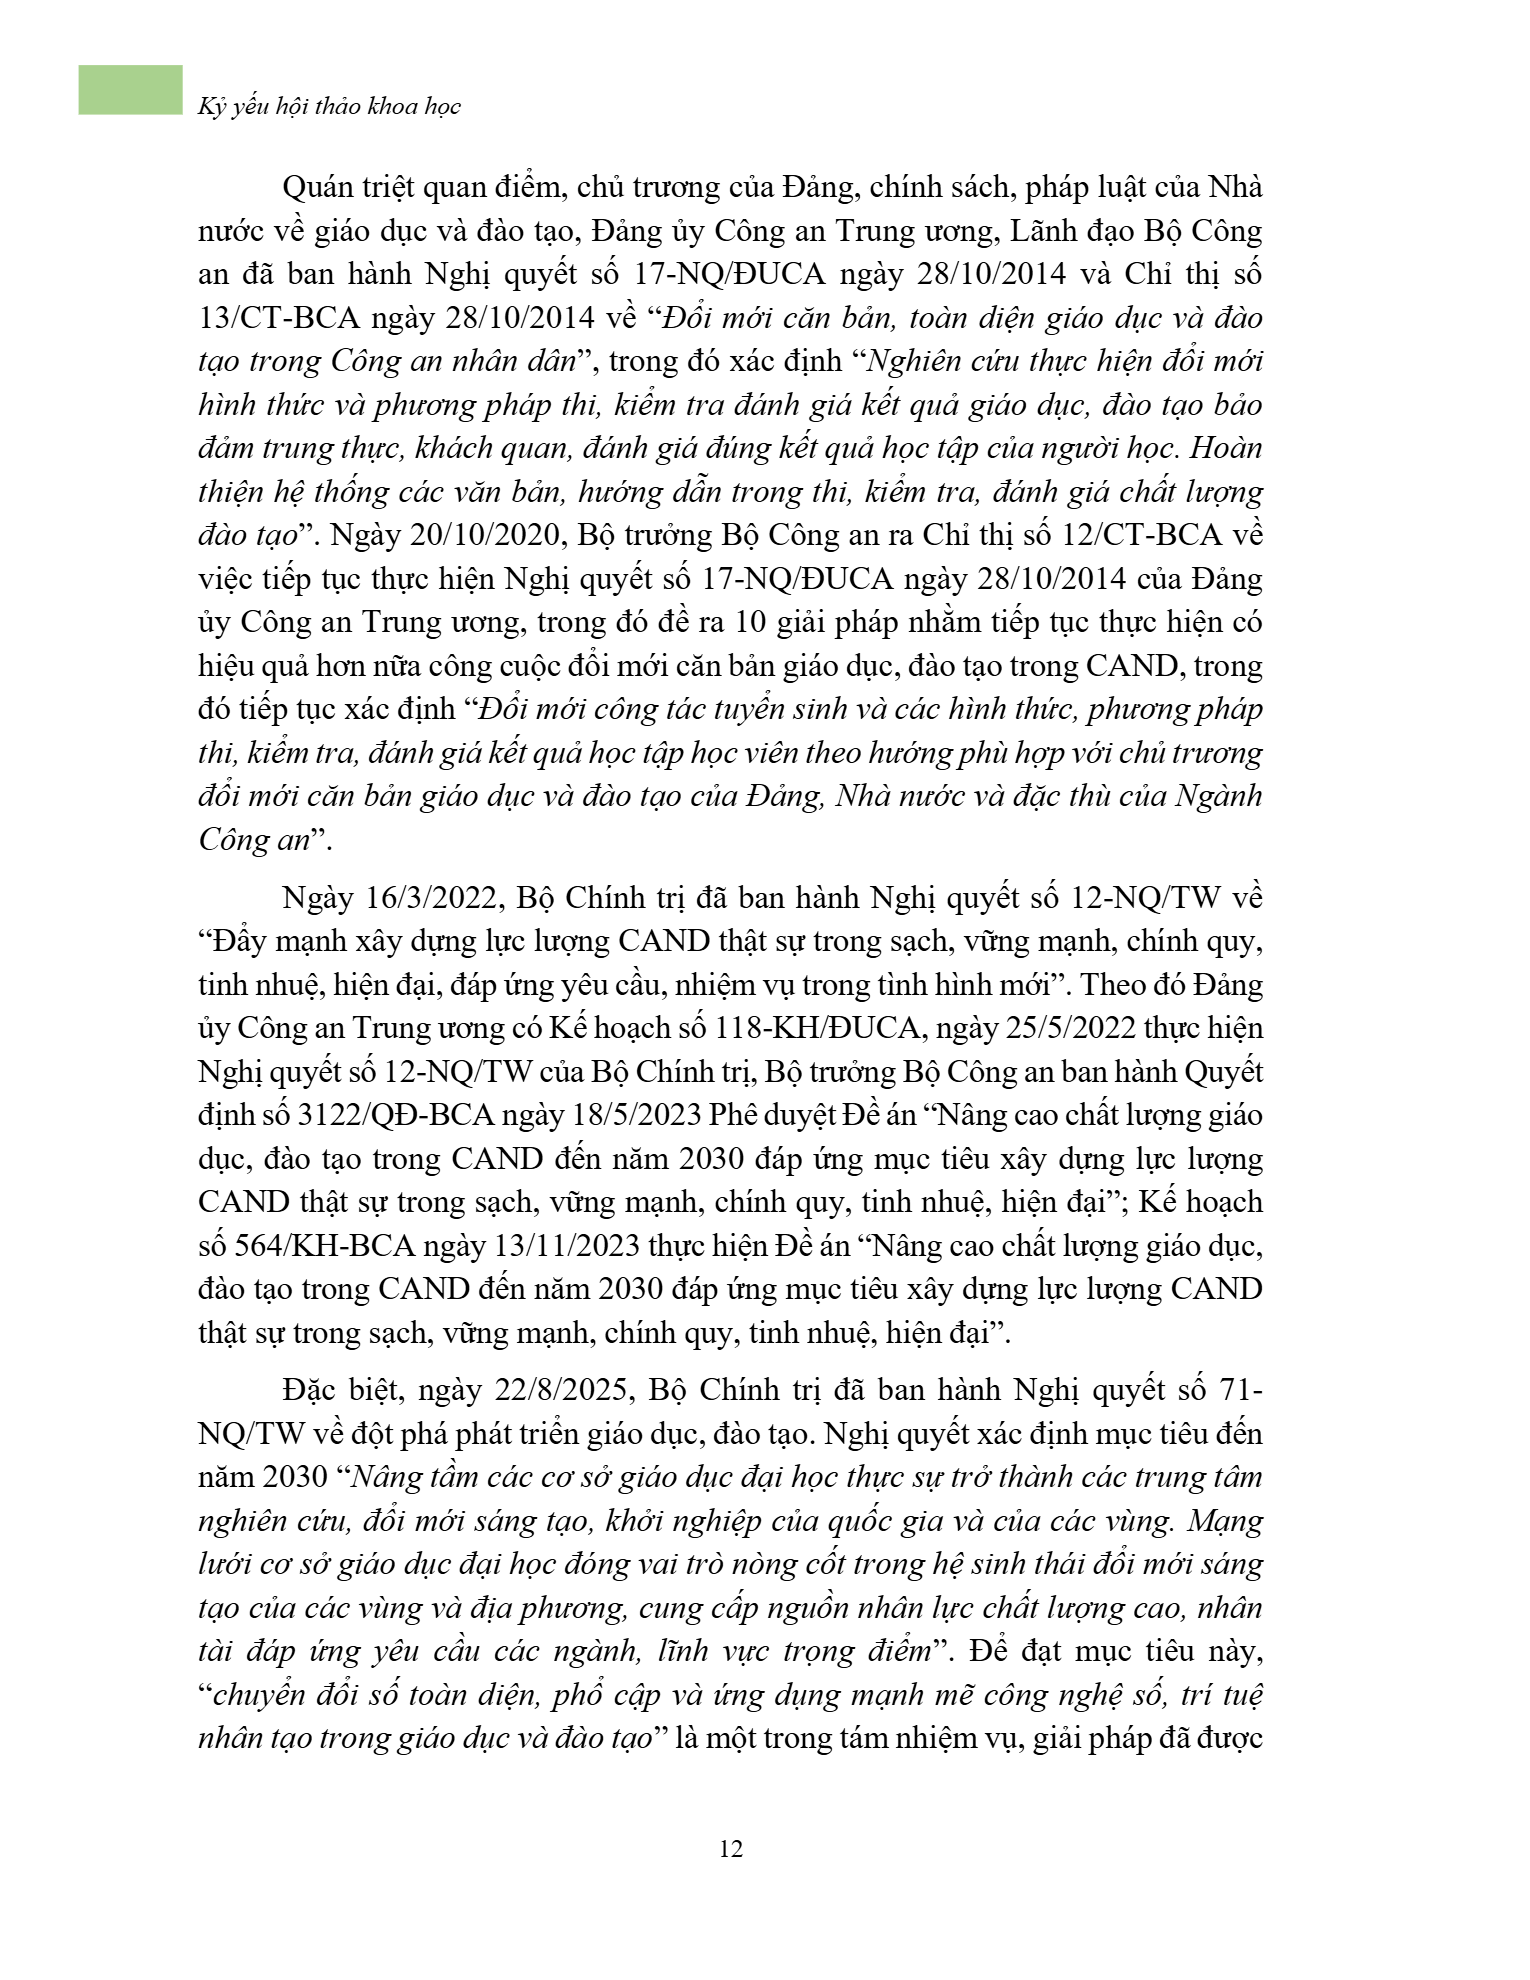 Kỷ yếu hội thảo khoa học
Quán triệt quan điểm, chủ trương của Đảng, chính sách, pháp luật của Nhà
nước về giáo dục và đào tạo, Đảng ủy Công an Trung ương, Lãnh đạo Bộ Công
an đã ban hành Nghị quyết số 17-NQ/ĐUCA ngày 28/10/2014 và Chỉ thị số
13/CT-BCA ngày 28/10/2014 về “Đổi mới căn bản, toàn diện giáo dục và đào
tạo trong Công an nhân dân”, trong đó xác định “Nghiên cứu thực hiện đổi mới
hình thức và phương pháp thi, kiểm tra đánh giá kết quả giáo dục, đào tạo bảo
đảm trung thực, khách quan, đánh giá đúng kết quả học tập của người học. Hoàn
thiện hệ thống các văn bản, hướng dẫn trong thi, kiểm tra, đánh giá chất lượng
đào tạo”. Ngày 20/10/2020, Bộ trưởng Bộ Công an ra Chỉ thị số 12/CT-BCA về
việc tiếp tục thực hiện Nghị quyết số 17-NQ/ĐUCA ngày 28/10/2014 của Đảng
ủy Công an Trung ương, trong đó đề ra 10 giải pháp nhằm tiếp tục thực hiện có
hiệu quả hơn nữa công cuộc đổi mới căn bản giáo dục, đào tạo trong CAND, trong
đó tiếp tục xác định “Đổi mới công tác tuyển sinh và các hình thức, phương pháp
thi, kiểm tra, đánh giá kết quả học tập học viên theo hướng phù hợp với chủ trương
đổi mới căn bản giáo dục và đào tạo của Đảng, Nhà nước và đặc thù của Ngành
Công an”.
Ngày 16/3/2022, Bộ Chính trị đã ban hành Nghị quyết số 12-NQ/TW về
“Đẩy mạnh xây dựng lực lượng CAND thật sự trong sạch, vững mạnh, chính quy,
tinh nhuệ, hiện đại, đáp ứng yêu cầu, nhiệm vụ trong tình hình mới”. Theo đó Đảng
ủy Công an Trung ương có Kế hoạch số 118-KH/ĐUCA, ngày 25/5/2022 thực hiện
Nghị quyết số 12-NQ/TW của Bộ Chính trị, Bộ trưởng Bộ Công an ban hành Quyết
định số 3122/QĐ-BCA ngày 18/5/2023 Phê duyệt Đề án “Nâng cao chất lượng giáo
dục, đào tạo trong CAND đến năm 2030 đáp ứng mục tiêu xây dựng lực lượng
CAND thật sự trong sạch, vững mạnh, chính quy, tinh nhuệ, hiện đại”; Kế hoạch
số 564/KH-BCA ngày 13/11/2023 thực hiện Đề án “Nâng cao chất lượng giáo dục,
đào tạo trong CAND đến năm 2030 đáp ứng mục tiêu xây dựng lực lượng CAND
thật sự trong sạch, vững mạnh, chính quy, tinh nhuệ, hiện đại”.
Đặc biệt, ngày 22/8/2025, Bộ Chính trị đã ban hành Nghị quyết số 71-
NQ/TW về đột phá phát triển giáo dục, đào tạo. Nghị quyết xác định mục tiêu đến
năm 2030 “Nâng tầm các cơ sở giáo dục đại học thực sự trở thành các trung tâm
nghiên cứu, đổi mới sáng tạo, khởi nghiệp của quốc gia và của các vùng. Mạng
lưới cơ sở giáo dục đại học đóng vai trò nòng cốt trong hệ sinh thái đổi mới sáng
tạo của các vùng và địa phương, cung cấp nguồn nhân lực chất lượng cao, nhân
tài đáp ứng yêu cầu các ngành, lĩnh vực trọng điểm”. Để đạt mục tiêu này,
“chuyển đổi số toàn diện, phổ cập và ứng dụng mạnh mẽ công nghệ số, trí tuệ
nhân tạo trong giáo dục và đào tạo” là một trong tám nhiệm vụ, giải pháp đã được
12